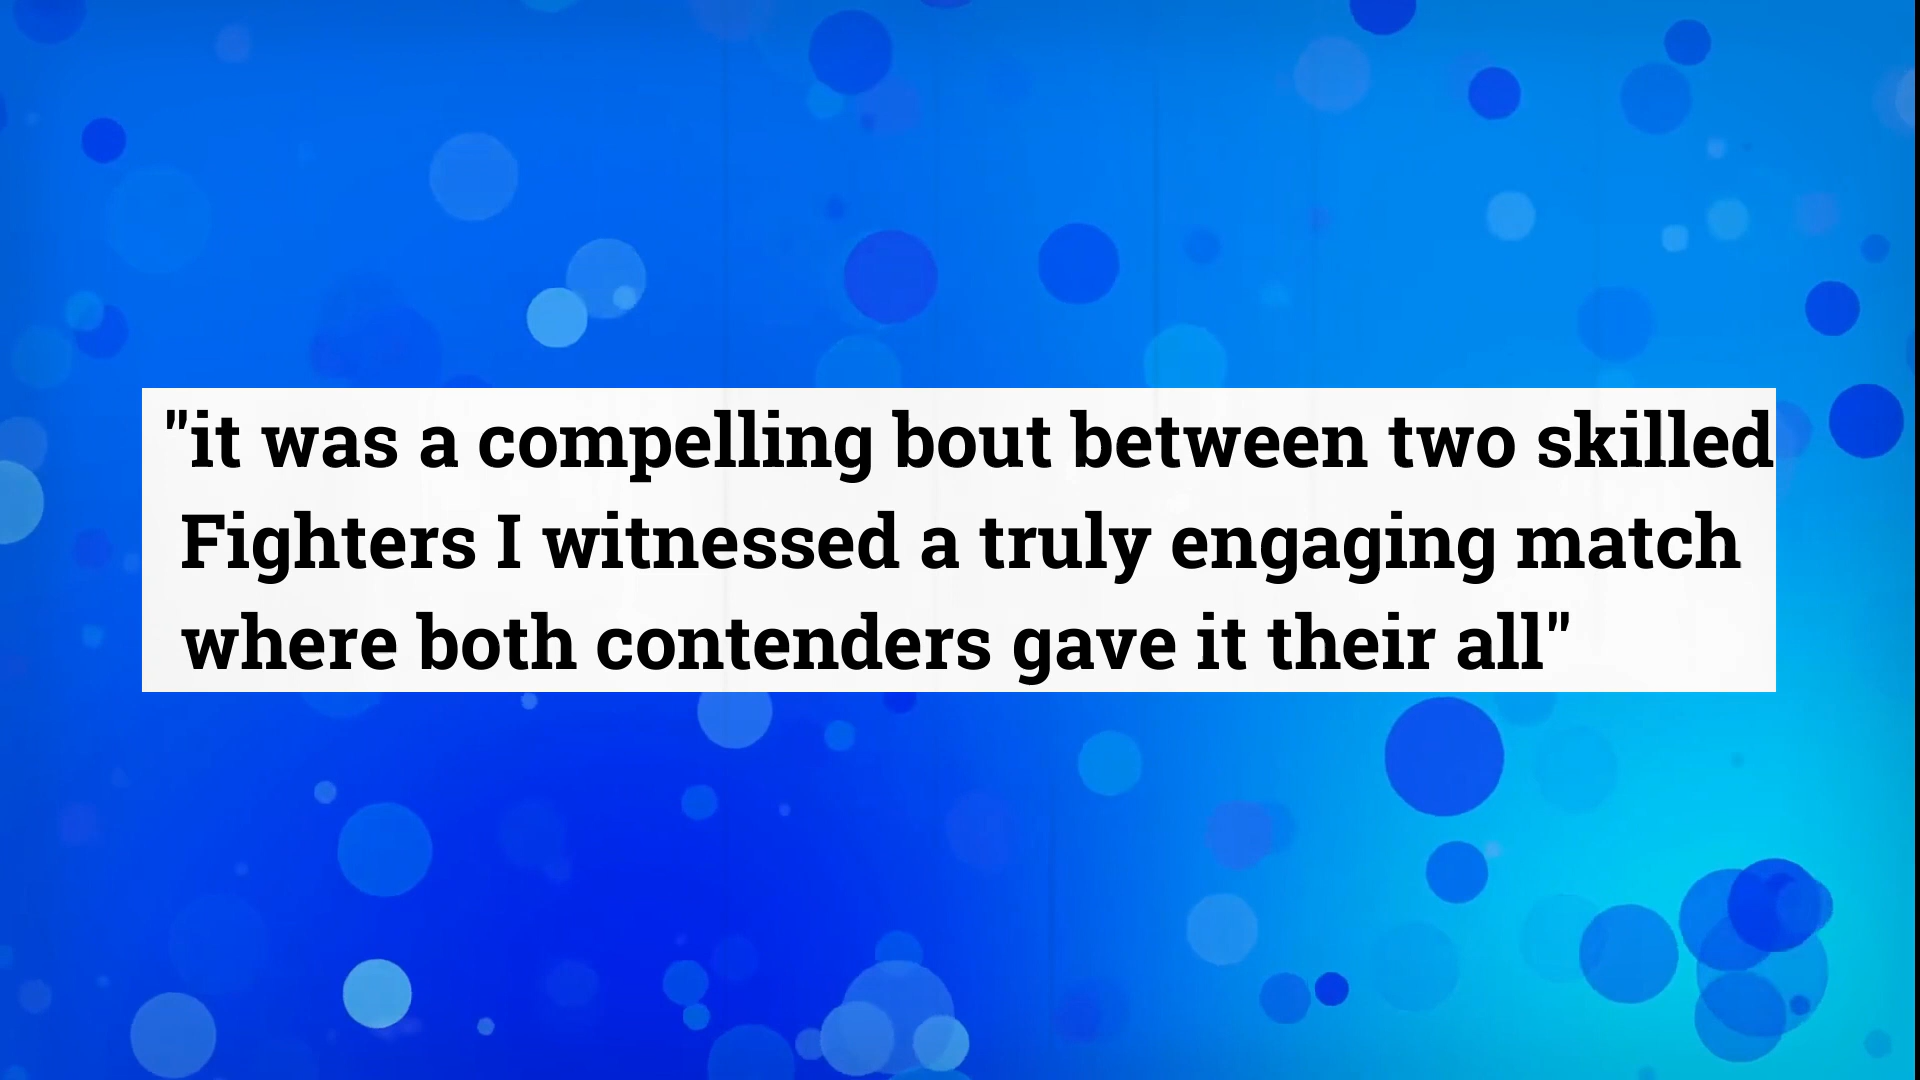 "it was a compelling bout between two skilled
Fighters I witnessed a truly engaging match
where both contenders gave it their all"